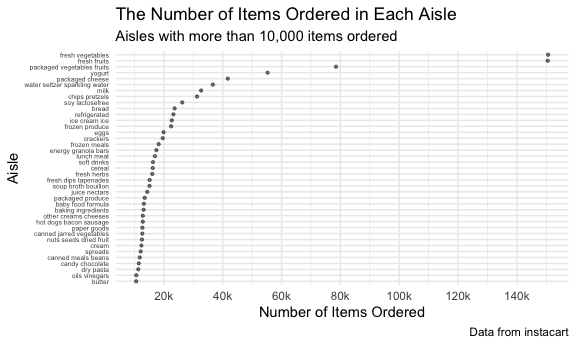 The Number of Items Ordered in Each Aisle
Aisles with more than 10,000 items ordered
Aisle
fresh vegetables
fresh fruits
packaged vegetables fruits
yogurt
packaged cheese
water seltzer sparkling water
milk
chips pretzels
soy lactosefree
bread
refrigerated
ice cream ice
frozen produce
eggs
crackers
frozen meals
energy granola bars
lunch meat
soft drinks
cereal
fresh herbs
fresh dips tapenades
soup broth bouillon
juice nectars
packaged produce
baby food formula
baking ingredients
other creams cheeses
hot dogs bacon sausage
paper goods
canned jarred vegetables
nuts seeds dried fruit
cream
spreads
canned meals beans
candy chocolate
dry pasta
oils vinegars
butter
20k 40k 60k 80k 100k 120k 140k
Number of Items Ordered
Data from instacart